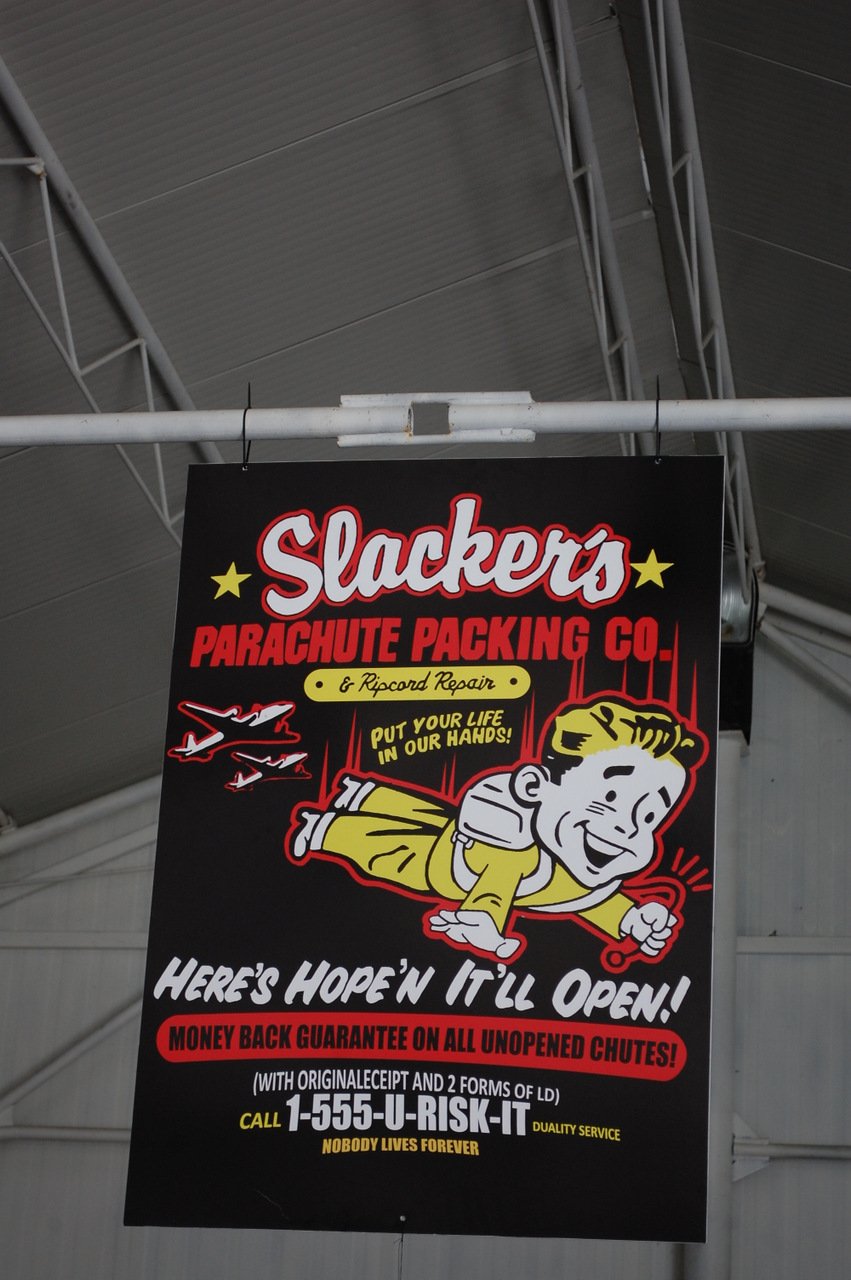 Slacker's
PARACHUTE PACKING CO.
& Ripcord Repair
PUT YOUR LIFE
IN OUR HANDS!
HERE'S HOPE'N IT'LL OPEN!
MONEY BACK GUARANTEE ON ALL UNOPENED CHUTES!
(WITH ORIGINALECEIPT AND 2 FORMS OF LD)
CALL 1-555-U-RISK-IT DUALITY SERVICE
NOBODY LIVES FOREVER